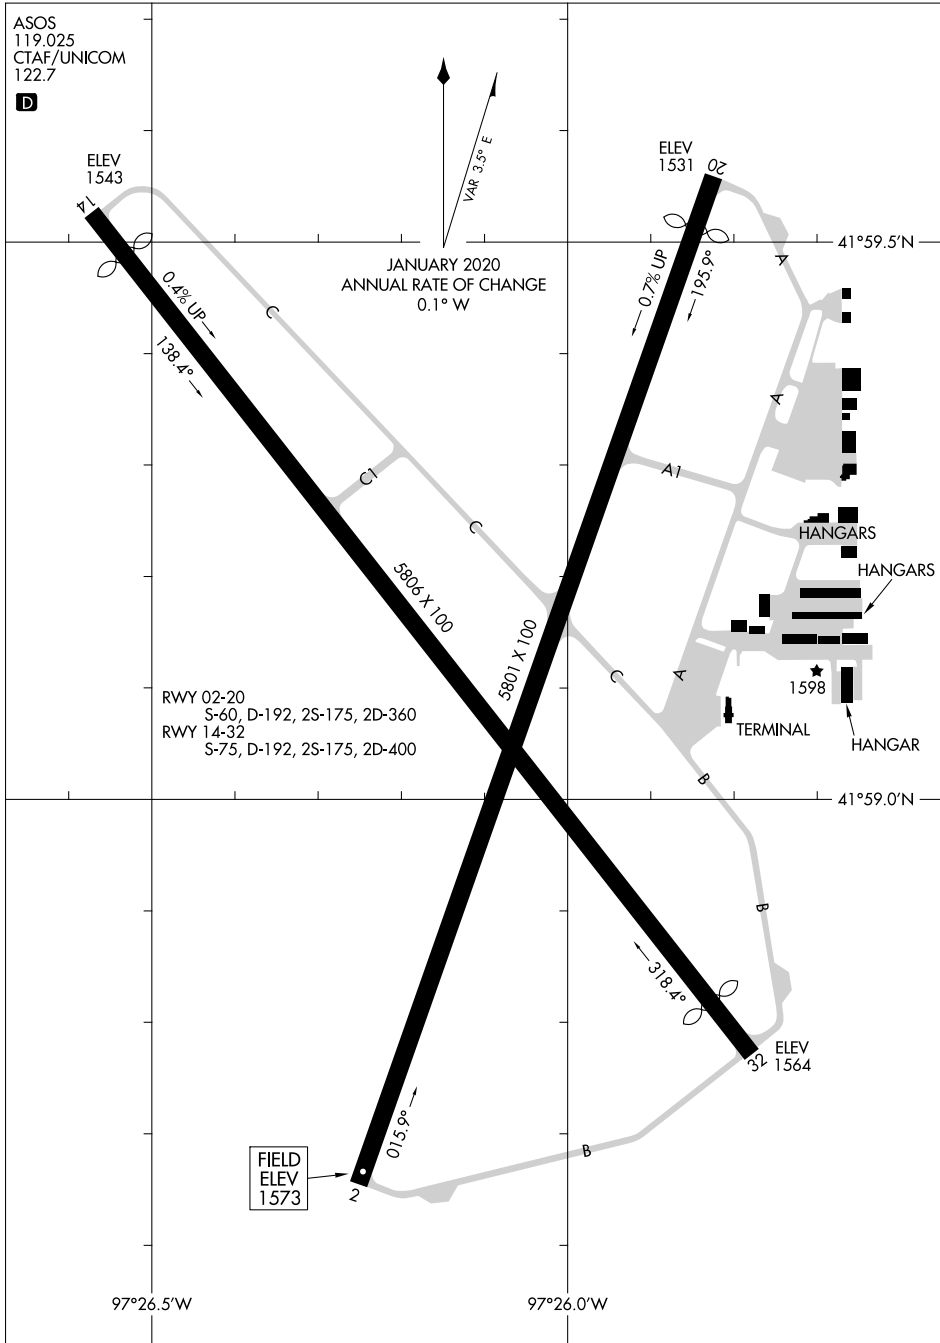 ASOS
119.025
CTAF/UNICOM
122.7
D
VAR 3.5° E
JANUARY 2020
ANNUAL RATE OF CHANGE
0.1° W
ELEV
1543
14
ELEV
1531
20
41°59.5'N
0.4% UP
138.4°
0.7% UP
195.9°
A
C
A
C1
A1
C
HANGARS
HANGARS
5806 X 100
5801 X 100
C
A
1598
HANGAR
TERMINAL
RWY 02-20
S-60, D-192, 2S-175, 2D-360
RWY 14-32
S-75, D-192, 2S-175, 2D-400
B
41°59.0'N
B
318.4°
32
ELEV
1564
015.9°
B
FIELD
ELEV
1573
2
97°26.5'W
97°26.0'W